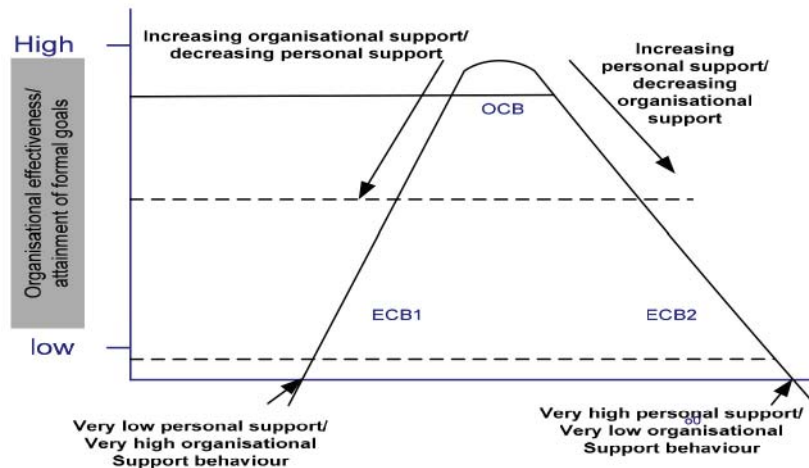 High
Increasing organisational support/
decreasing personal support
Increasing
personal support/
decreasing
organisational
support
OCB
Organisational effectiveness/
attainment of formal goals
ECB1
ECB2
low
Very low personal support/
Very high organisational
Support behaviour
Very high personal support/
Very low organisational
Support behaviour